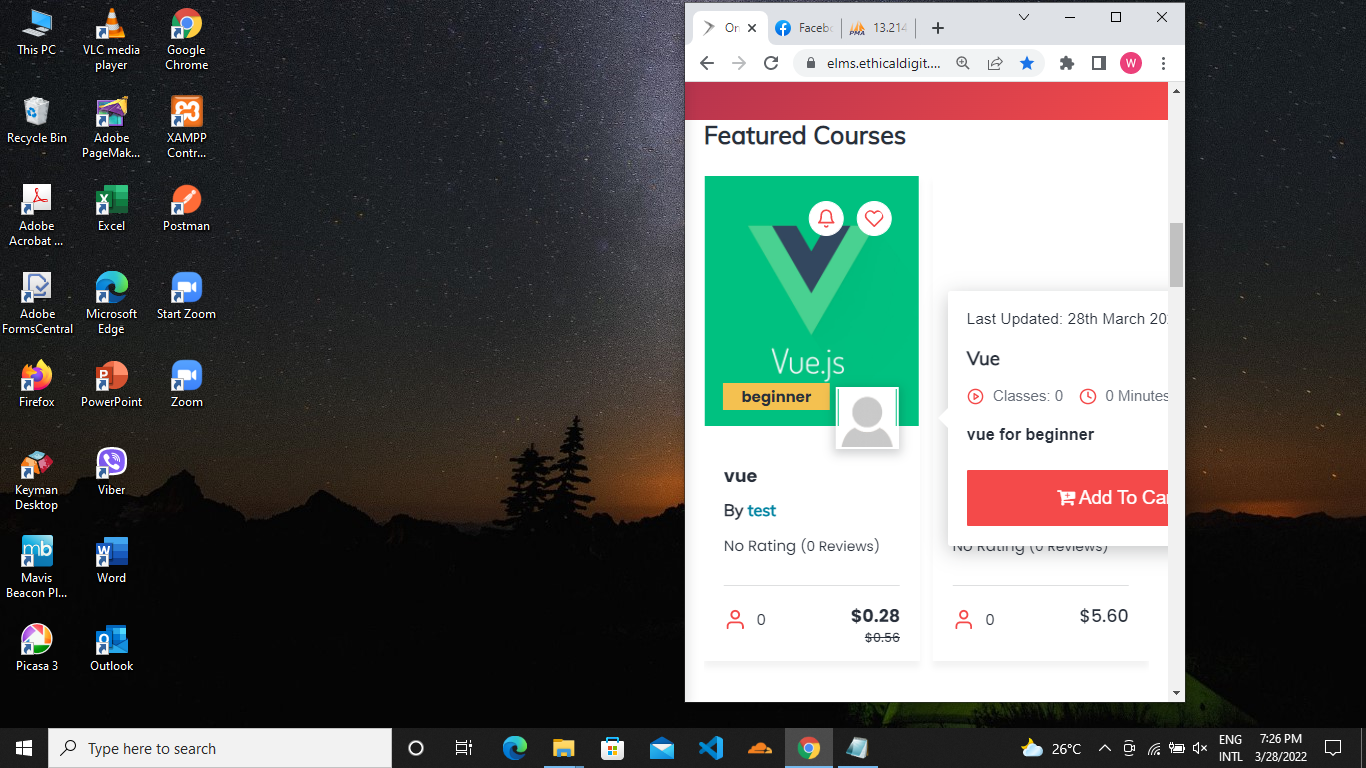 This PC
VLC media
player
Google
Chrome
Recycle Bin
Adobe
PageMak...
XAMPP
Contr...
Adobe
Acrobat ...
Excel
Postman
Adobe
FormsCentral
Microsoft
Edge
Start Zoom
Firefox
PowerPoint
Zoom
Keyman
Desktop
Viber
Mavis
Beacon Pl...
Word
Picasa 3
Outlook
On
Faceb
13.214
elms.ethicaldigit....
W
Featured Courses
Vue.js
beginner
vue
By test
No Rating (0 Reviews)
0
$0.28
$0.56
Last Updated: 28th March 202
Vue
Classes: 0
0 Minutes
vue for beginner
Add To Car
No Rating (0 Reviews)
0
$5.60
Type here to search
26°C
ENG
INTL
7:26 PM
3/28/2022